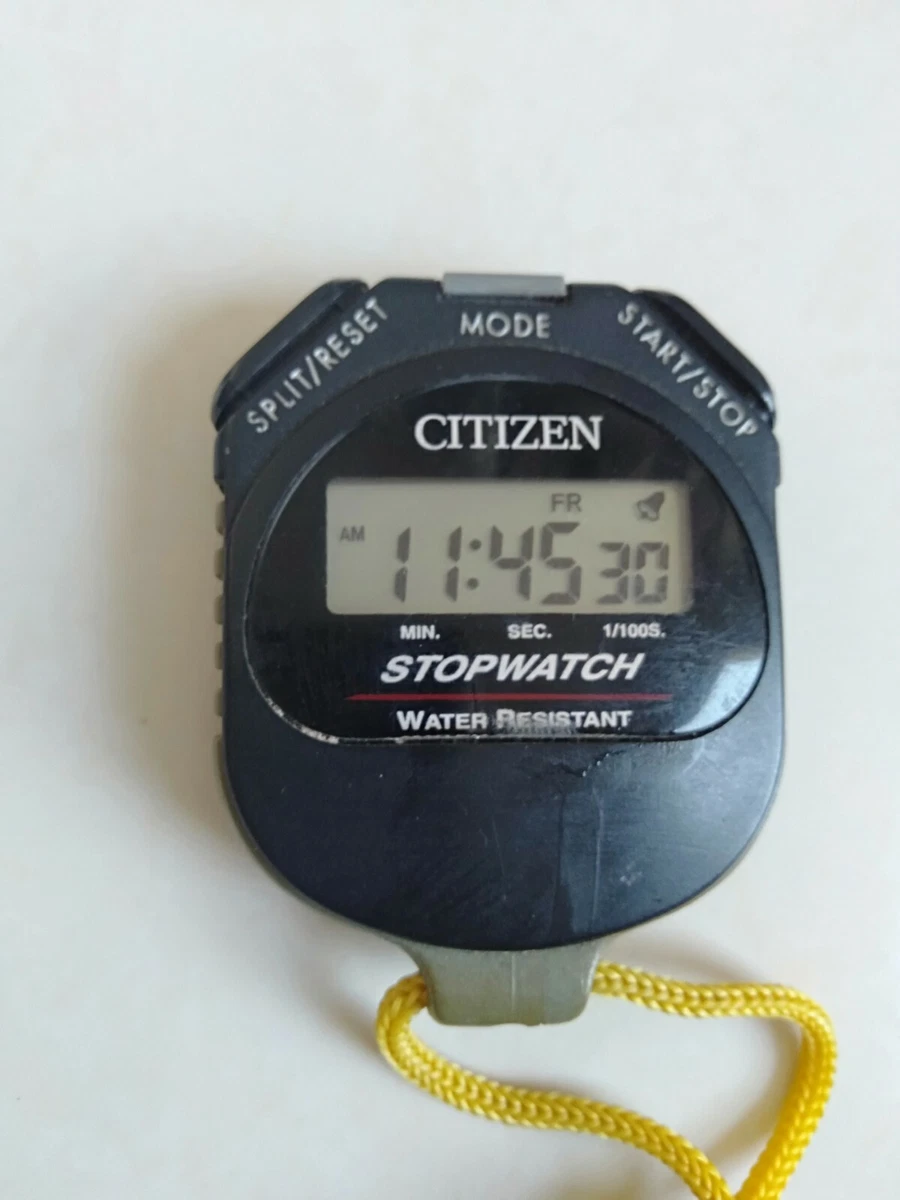 MODE
SPLIT/RESET
START/STOP
CITIZEN
FR
AM 11:45 30
MIN. SEC. 1/100S.
STOPWATCH
WATER RESISTANT